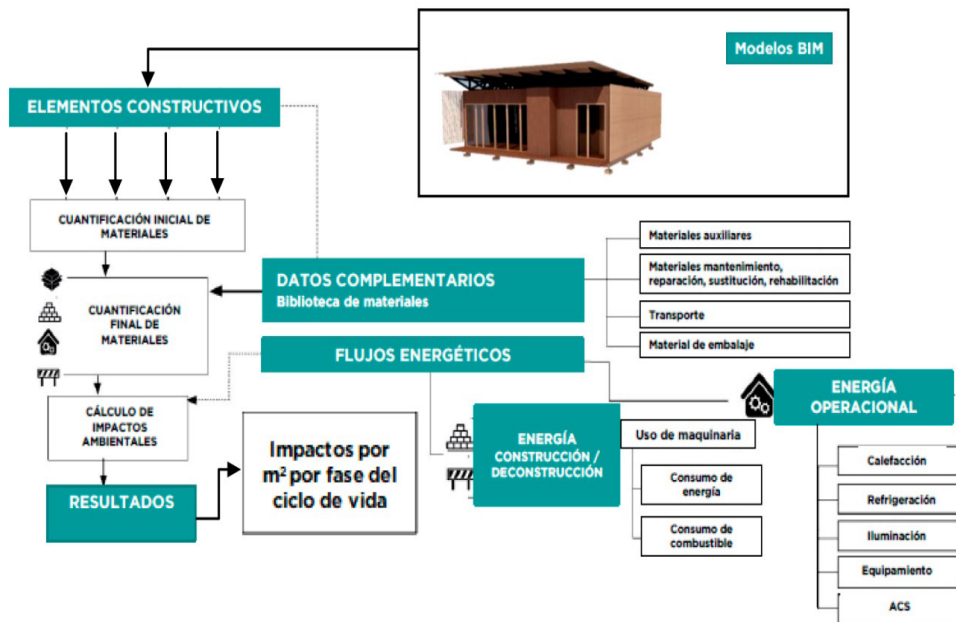 Modelos BIM
ELEMENTOS CONSTRUCTIVOS
CUANTIFICACIÓN INICIAL DE
MATERIALES
CUANTIFICACIÓN
FINAL DE
MATERIALES
DATOS COMPLEMENTARIOS
Biblioteca de materiales
Materiales auxiliares
Materiales mantenimiento,
reparación, sustitución, rehabilitación
Transporte
Material de embalaje
FLUJOS ENERGÉTICOS
CÁLCULO DE
IMPACTOS
AMBIENTALES
RESULTADOS
Impactos por
m² por fase del
ciclo de vida
ENERGÍA
CONSTRUCCIÓN /
DECONSTRUCCIÓN
Uso de maquinaria
Consumo de
energía
Consumo de
combustible
ENERGÍA
OPERACIONAL
Calefacción
Refrigeración
Iluminación
Equipamiento
ACS